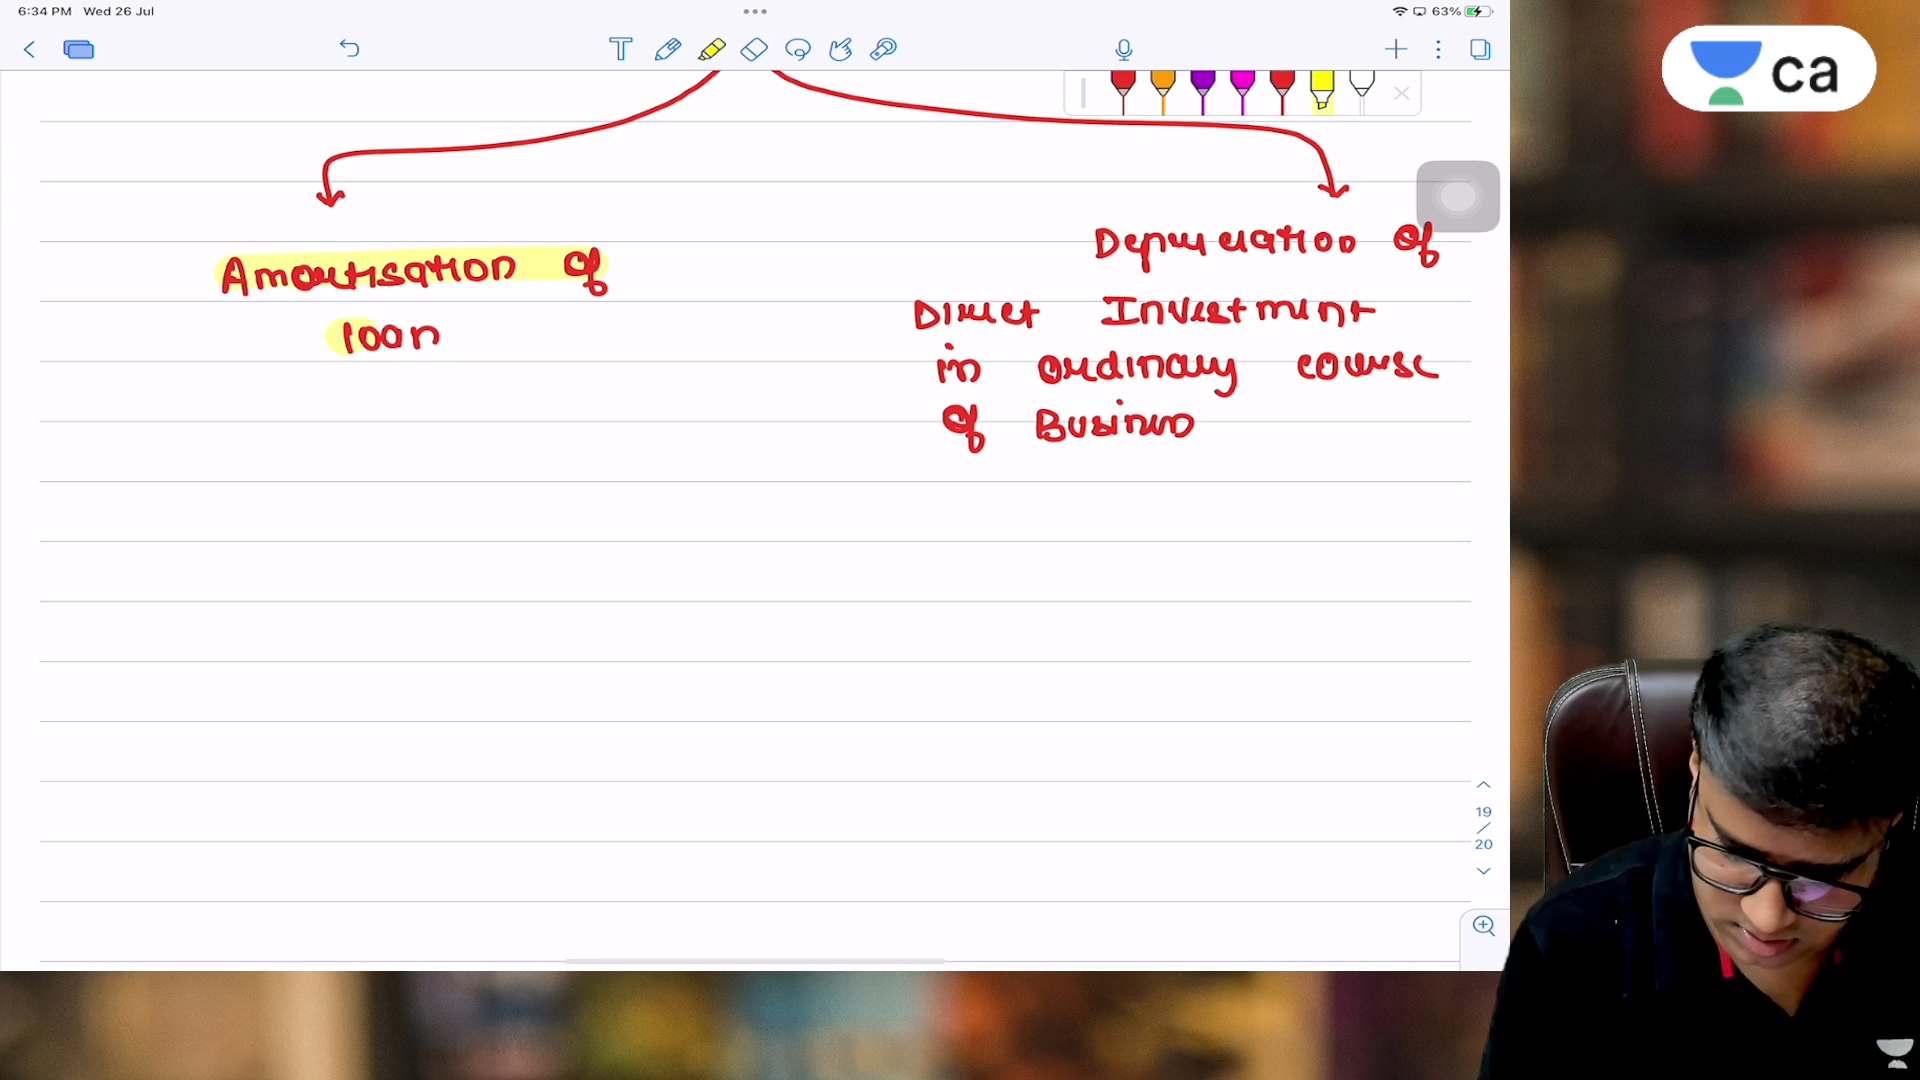 6:34 PM Wed 26 Jul
63%
ca
Amortisation of
loan
Depreciation of
Direct Investment
in ordinary course
of Business
19
20